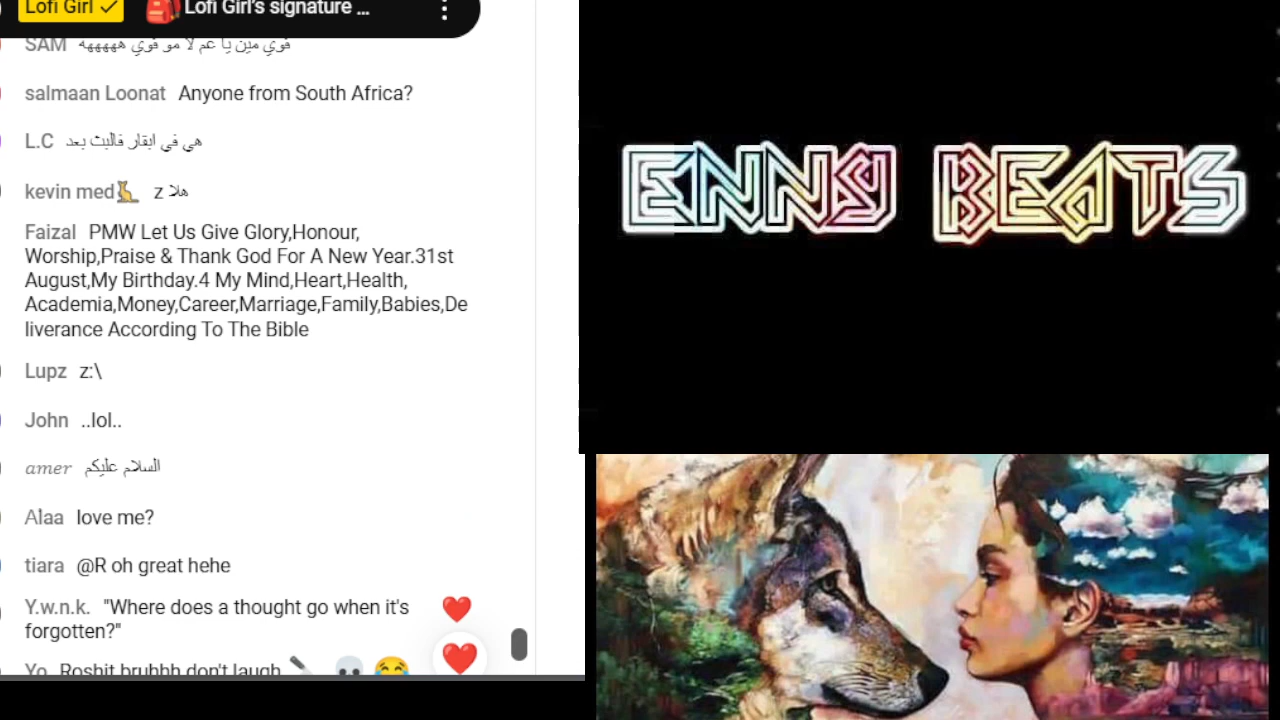 Lofi Girl ✓ 🎒 Lofi Girl's signature ...
SAM قوي مين يا عم لا مو قوي هههههه
salmaan Loonat Anyone from South Africa?
L.C هي في ابقار قالبث بعد
kevin med z هلا
Faizal PMW Let Us Give Glory,Honour,
Worship,Praise & Thank God For A New Year.31st
August,My Birthday.4 My Mind,Heart,Health,
Academia,Money,Career,Marriage,Family,Babies,De
liverance According To The Bible
Lupz z:\
John ..lol..
amer السلام عليكم
Alaa love me?
tiara @R oh great hehe
Y.w.n.k. "Where does a thought go when it's
forgotten?"
Yo Roshit bruhhh don't laugh 🔪 💀 😂
ENNY BEATS